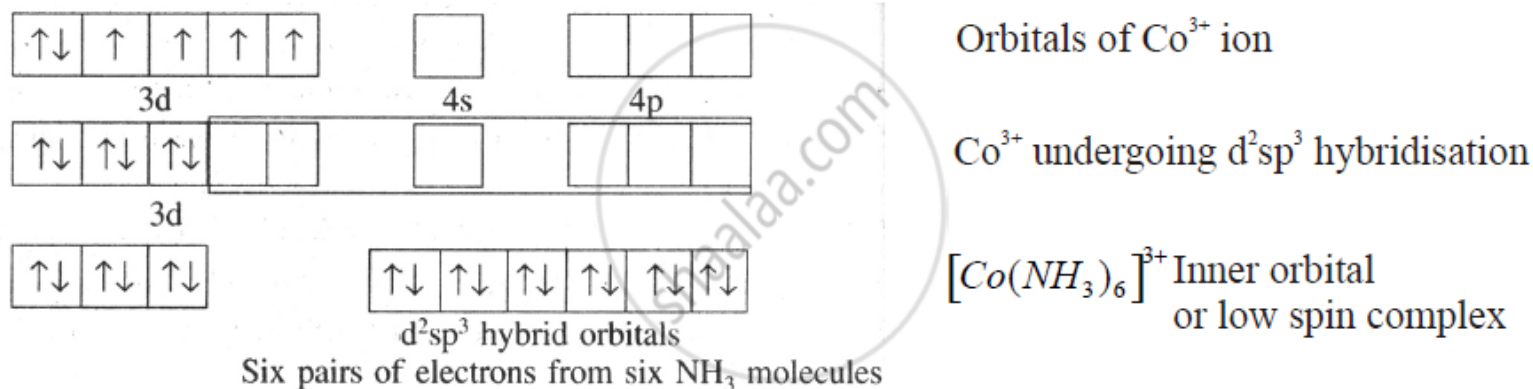 ↑↓ ↑ ↑ ↑ ↑
Orbitals of Co³⁺ ion
3d 4s 4p
↑↓ ↑↓ ↑↓
Co³⁺ undergoing d²sp³ hybridisation
3d
↑↓ ↑↓ ↑↓ ↑↓ ↑↓ ↑↓ ↑↓ ↑↓ ↑↓
[Co(NH₃)₆]³⁺ Inner orbital
or low spin complex
d²sp³ hybrid orbitals
Six pairs of electrons from six NH₃ molecules
shaalaa.com